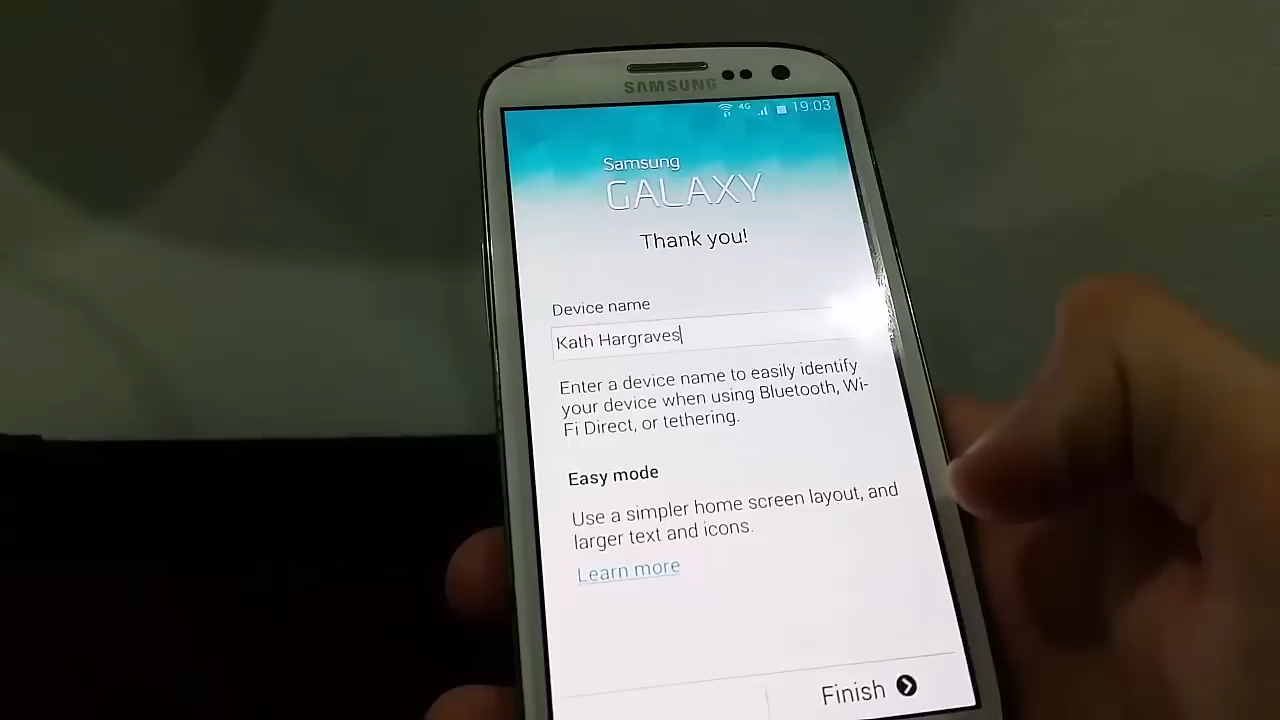 SAMSUNG
4G 19:03
Samsung
GALAXY
Thank you!
Device name
Kath Hargraves
Enter a device name to easily identify
your device when using Bluetooth, Wi-
Fi Direct, or tethering.
Easy mode
Use a simpler home screen layout, and
larger text and icons.
Learn more
Finish